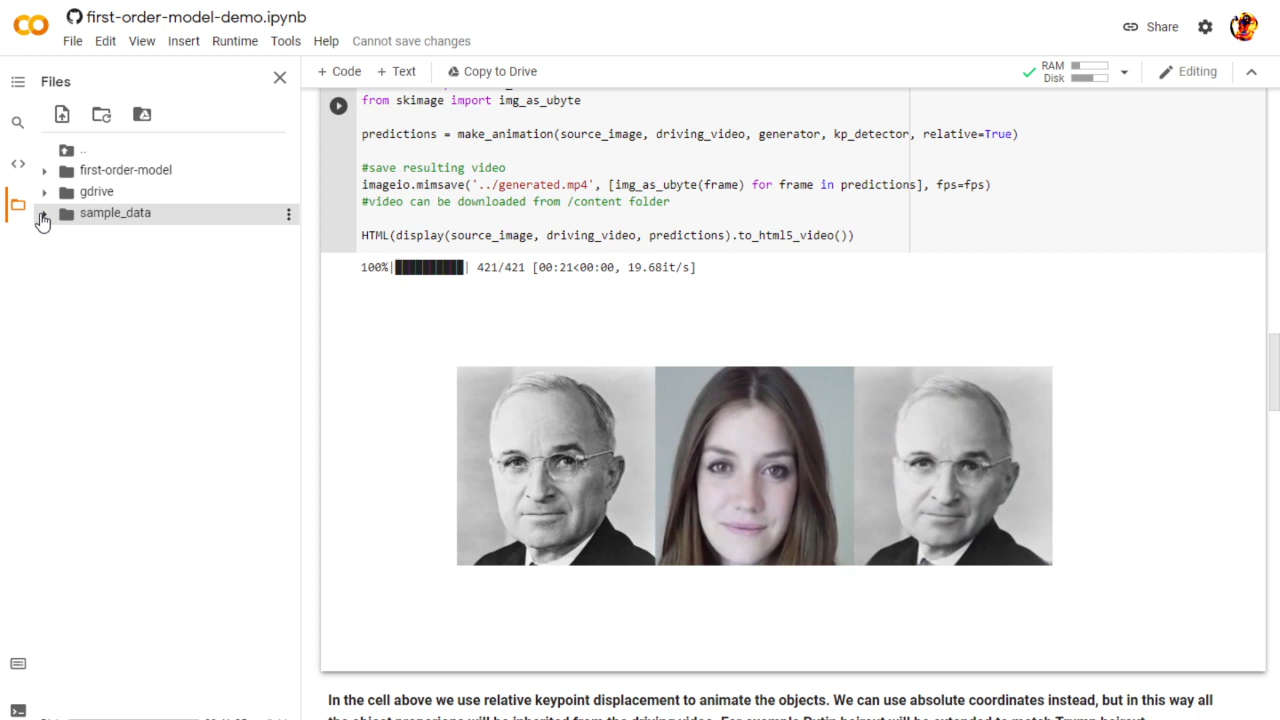 first-order-model-demo.ipynb
File Edit View Insert Runtime Tools Help Cannot save changes
Share
Files
+ Code + Text Copy to Drive
RAM
Disk
Editing
..
first-order-model
gdrive
sample_data
from skimage import img_as_ubyte
predictions = make_animation(source_image, driving_video, generator, kp_detector, relative=True)
#save resulting video
imageio.mimsave('../generated.mp4', [img_as_ubyte(frame) for frame in predictions], fps=fps)
#video can be downloaded from /content folder
HTML(display(source_image, driving_video, predictions).to_html5_video())
100%| | 421/421 [00:21<00:00, 19.68it/s]
In the cell above we use relative keypoint displacement to animate the objects. We can use absolute coordinates instead, but in this way all